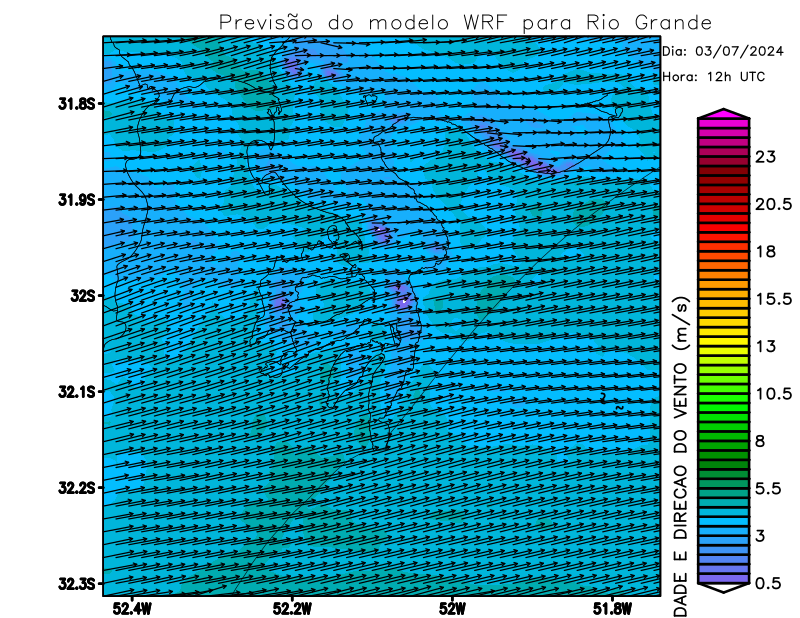 Previsão do modelo WRF para Rio Grande
Dia: 03/07/2024
Hora: 12h UTC
31.8S
31.9S
32S
32.1S
32.2S
32.3S
52.4W
52.2W
52W
51.8W
DADE E DIRECAO DO VENTO (m/s)
23
20.5
18
15.5
13
10.5
8
5.5
3
0.5